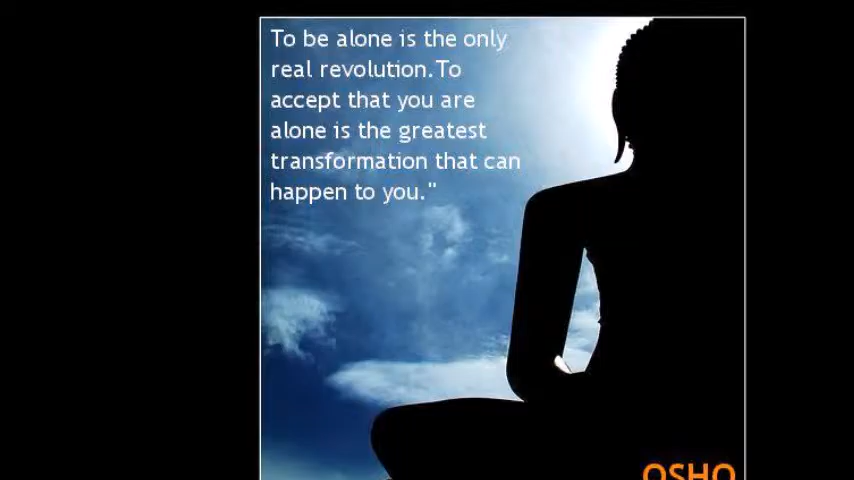 To be alone is the only
real revolution.To
accept that you are
alone is the greatest
transformation that can
happen to you."
OSHO